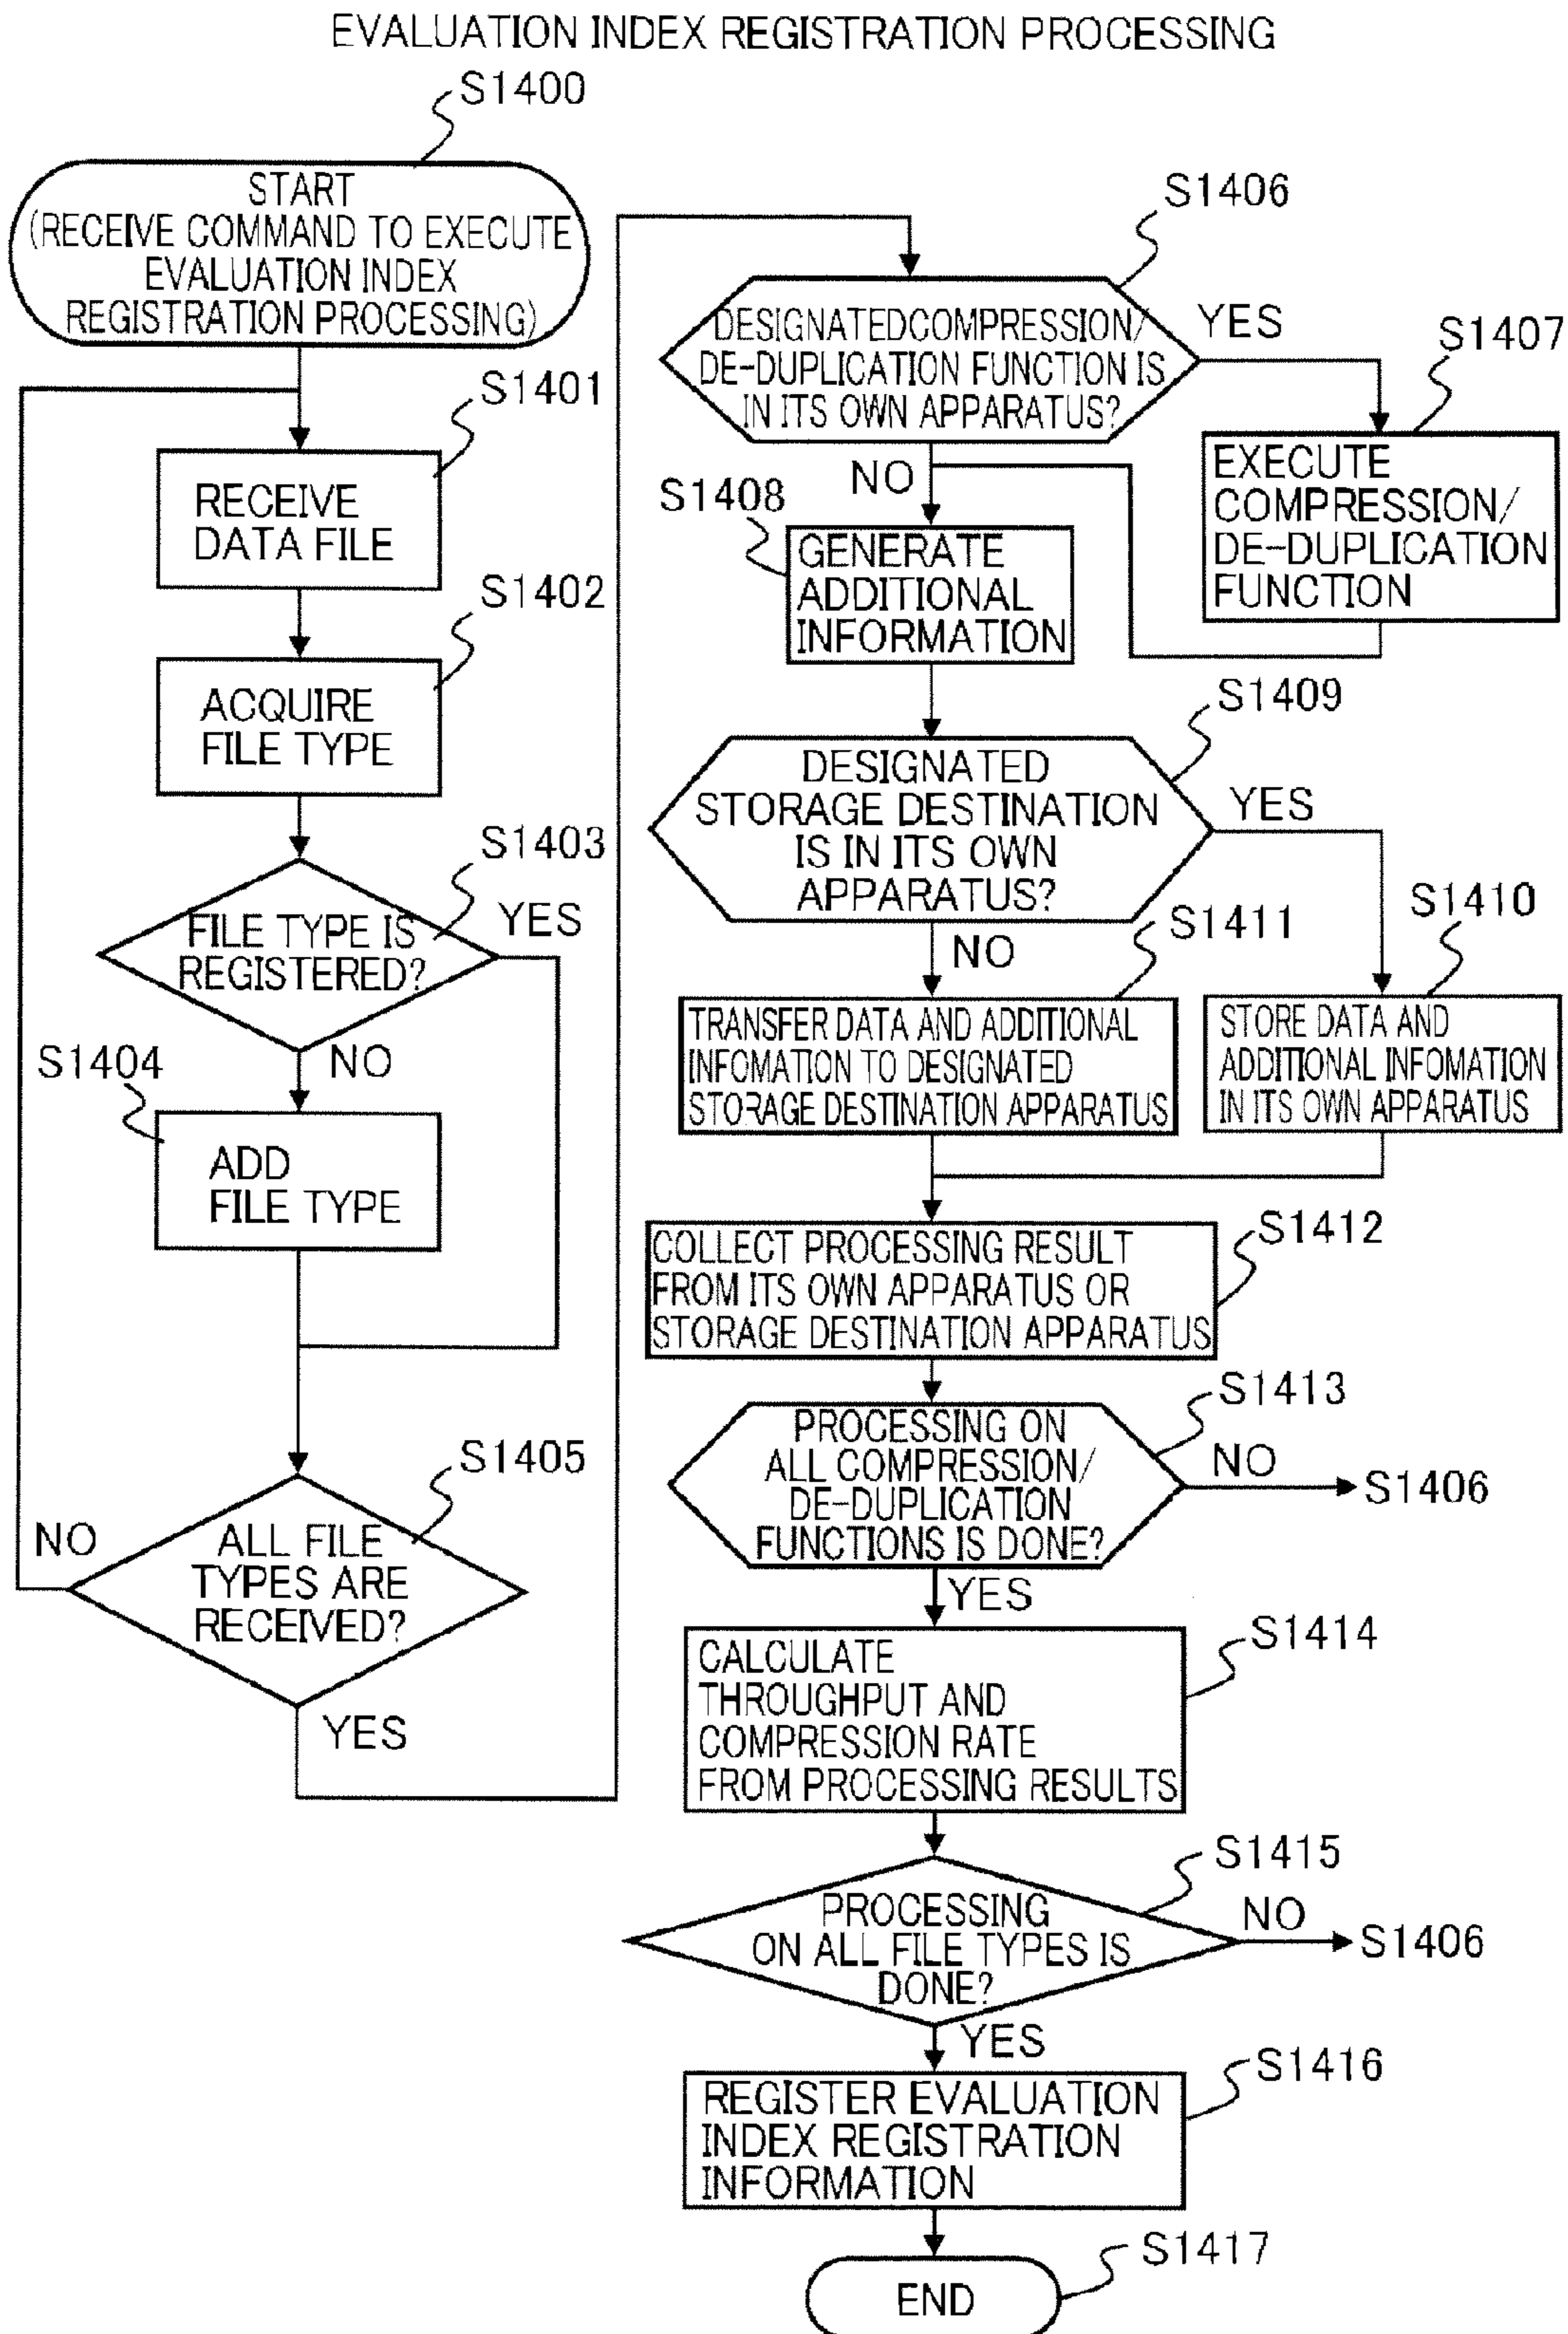 EVALUATION INDEX REGISTRATION PROCESSING
S1400
START
(RECEIVE COMMAND TO EXECUTE
EVALUATION INDEX
REGISTRATION PROCESSING)
S1401
RECEIVE
DATA FILE
S1402
ACQUIRE
FILE TYPE
S1403
FILE TYPE IS
REGISTERED?
YES
NO
S1404
ADD
FILE TYPE
S1405
ALL FILE
TYPES ARE
RECEIVED?
NO
YES
S1406
DESIGNATEDCOMPRESSION/
DE-DUPLICATION FUNCTION IS
IN ITS OWN APPARATUS?
YES
NO
S1407
EXECUTE
COMPRESSION/
DE-DUPLICATION
FUNCTION
S1408
GENERATE
ADDITIONAL
INFORMATION
S1409
DESIGNATED
STORAGE DESTINATION
IS IN ITS OWN
APPARATUS?
YES
NO
S1410
STORE DATA AND
ADDITIONAL INFOMATION
IN ITS OWN APPARATUS
S1411
TRANSFER DATA AND ADDITIONAL
INFOMATION TO DESIGNATED
STORAGE DESTINATION APPARATUS
S1412
COLLECT PROCESSING RESULT
FROM ITS OWN APPARATUS OR
STORAGE DESTINATION APPARATUS
S1413
PROCESSING ON
ALL COMPRESSION/
DE-DUPLICATION
FUNCTIONS IS DONE?
NO
S1406
YES
S1414
CALCULATE
THROUGHPUT AND
COMPRESSION RATE
FROM PROCESSING RESULTS
S1415
PROCESSING
ON ALL FILE TYPES IS
DONE?
NO
S1406
YES
S1416
REGISTER EVALUATION
INDEX REGISTRATION
INFORMATION
S1417
END